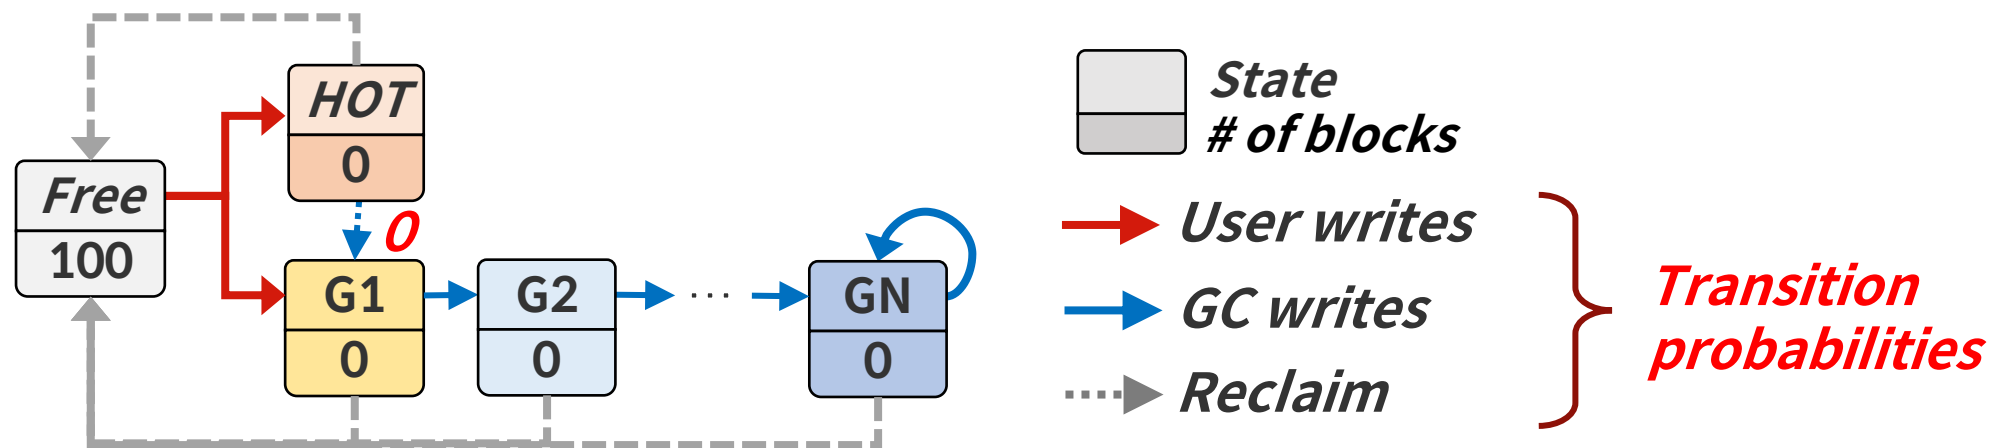 HOT
0
Free
100
0
G1
0
G2
0
...
GN
0
State
# of blocks
User writes
GC writes
Reclaim
Transition
probabilities